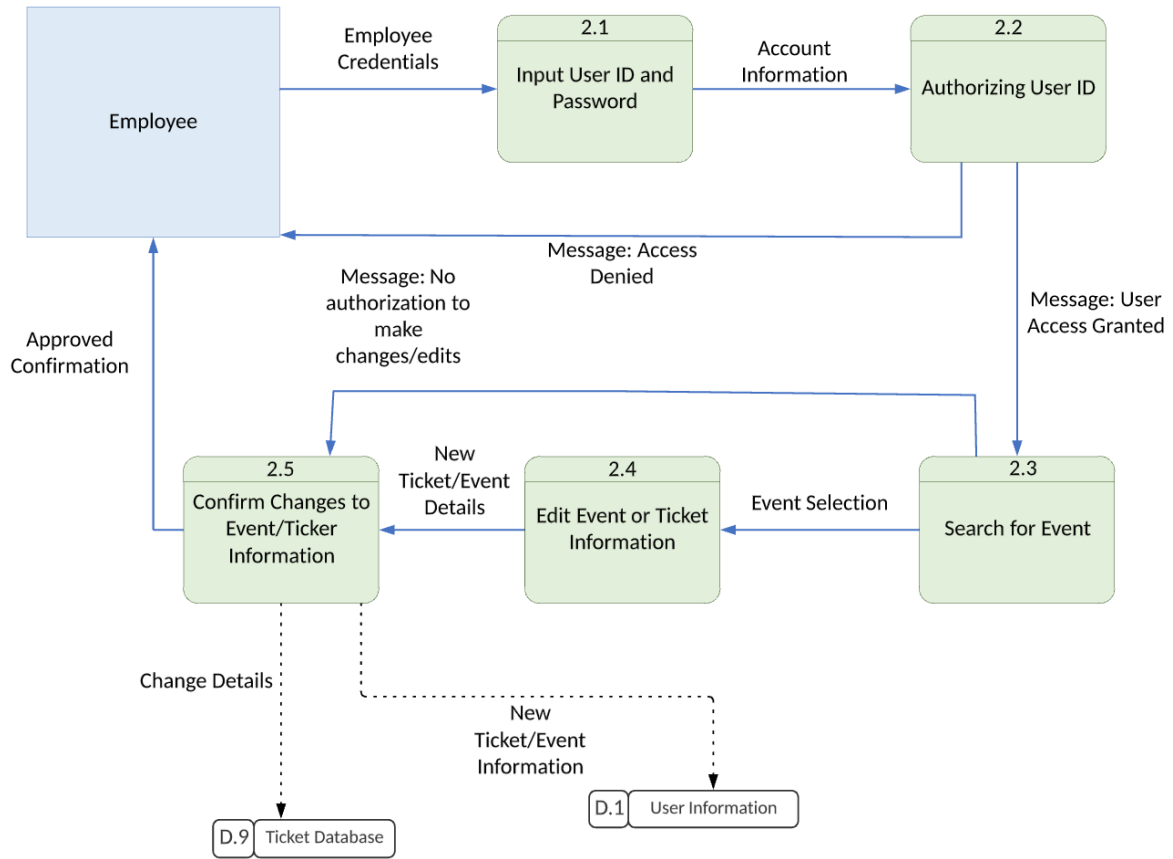 Employee
Employee
Credentials
2.1
Input User ID and
Password
Account
Information
2.2
Authorizing User ID
Message: Access
Denied
Message: No
authorization to
make
changes/edits
Message: User
Access Granted
Approved
Confirmation
2.5
Confirm Changes to
Event/Ticker
Information
New
Ticket/Event
Details
2.4
Edit Event or Ticket
Information
Event Selection
2.3
Search for Event
Change Details
New
Ticket/Event
Information
D.1 User Information
D.9 Ticket Database